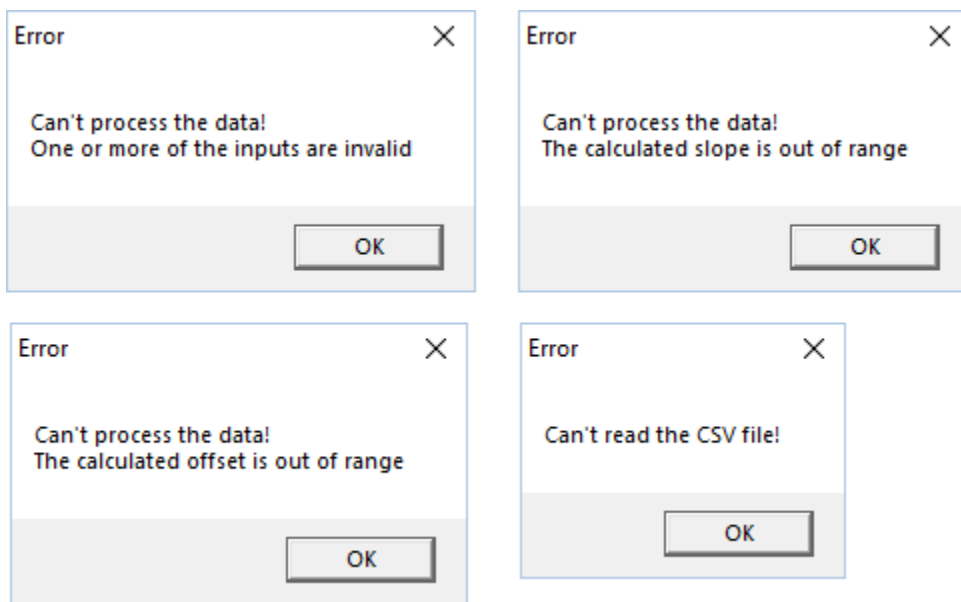 Error
Can't process the data!
One or more of the inputs are invalid
OK
Error
Can't process the data!
The calculated slope is out of range
OK
Error
Can't process the data!
The calculated offset is out of range
OK
Error
Can't read the CSV file!
OK